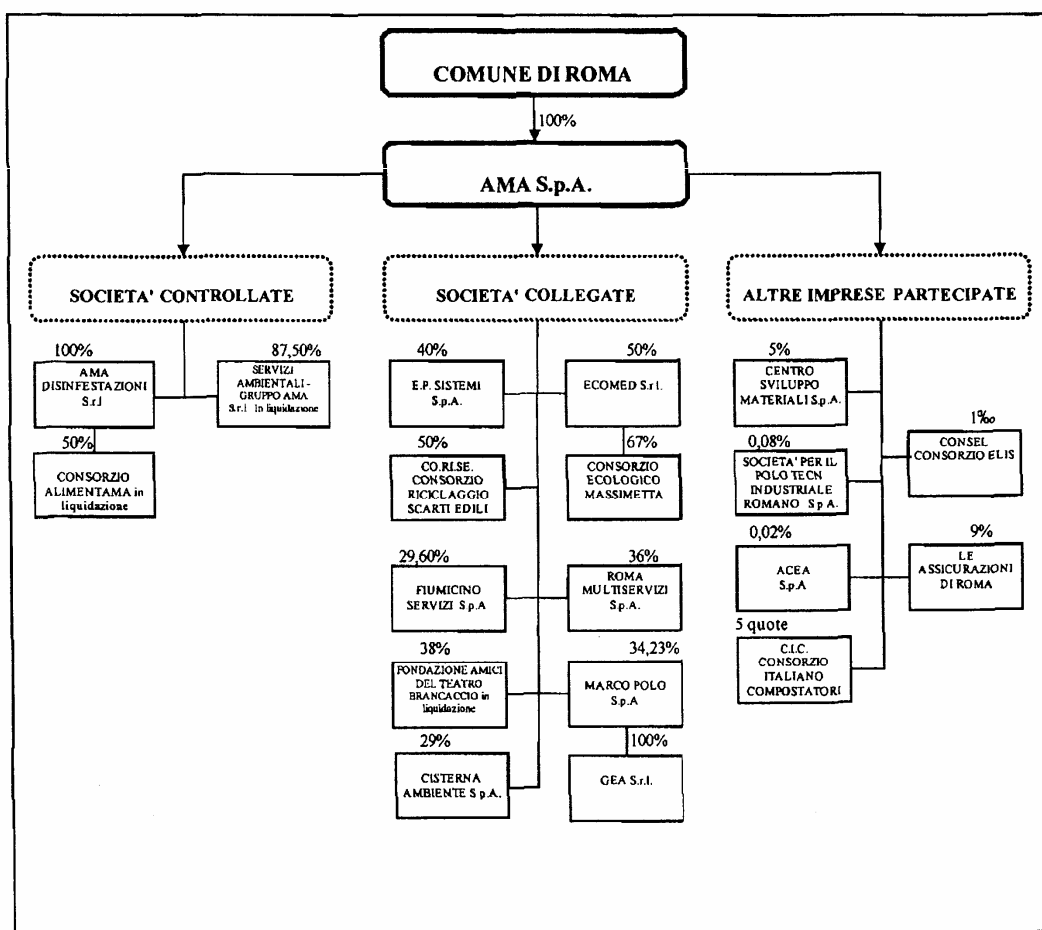 COMUNE DI ROMA
100%
AMA S.p.A.
SOCIETA' CONTROLLATE
100%
AMA
DISINFESTAZIONI
S.r.l
87,50%
SERVIZI
AMBIENTALI -
GRUPPO AMA
S.r.l in liquidazione
50%
CONSORZIO
ALIMENTAMA in
liquidazione
SOCIETA' COLLEGATE
40%
E.P. SISTEMI
S.p.A.
50%
ECOMED S.r.l.
50%
CO.RI.SE.
CONSORZIO
RICICLAGGIO
SCARTI EDILI
67%
CONSORZIO
ECOLOGICO
MASSIMETTA
29,60%
FIUMICINO
SERVIZI S.p.A
36%
ROMA
MULTISERVIZI
S.p.A.
38%
FONDAZIONE AMICI
DEL TEATRO
BRANCACCIO in
liquidazione
34,23%
MARCO POLO
S.p.A
29%
CISTERNA
AMBIENTE S.p.A.
100%
GEA S.r.l.
ALTRE IMPRESE PARTECIPATE
5%
CENTRO
SVILUPPO
MATERIALI S.p.A.
1‰
CONSEL
CONSORZIO ELIS
0,08%
SOCIETA' PER IL
POLO TECN
INDUSTRIALE
ROMANO S.p.A.
0,02%
ACEA
S.p.A
9%
LE
ASSICURAZIONI
DI ROMA
5 quote
C.I.C.
CONSORZIO
ITALIANO
COMPOSTATORI